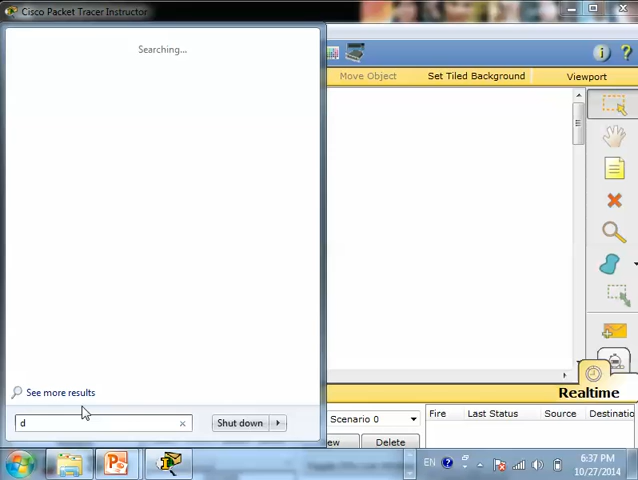 Cisco Packet Tracer Instructor
Searching...
Move Object
Set Tiled Background
Viewport
See more results
d
Shut down
Realtime
Scenario 0
Fire
Last Status
Source
Destinatio
Delete
EN
6:37 PM
10/27/2014